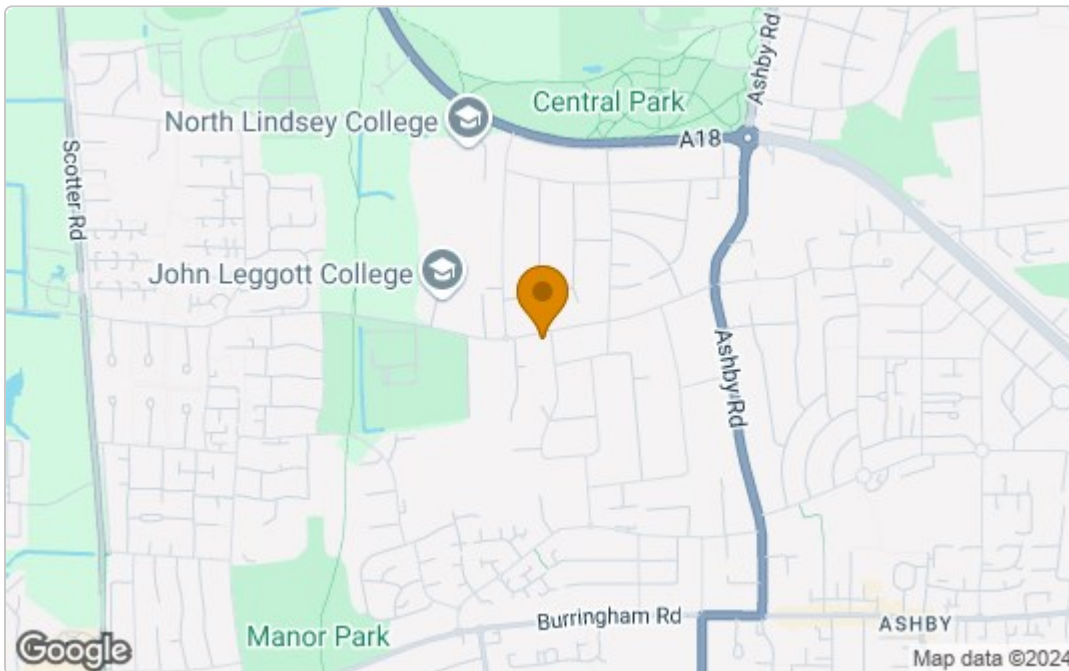 Ashby Rd
Central Park
North Lindsey College
A18
Scotter Rd
John Leggott College
Ashby Rd
Burringham Rd
ASHBY
Manor Park
Google
Map data ©2024